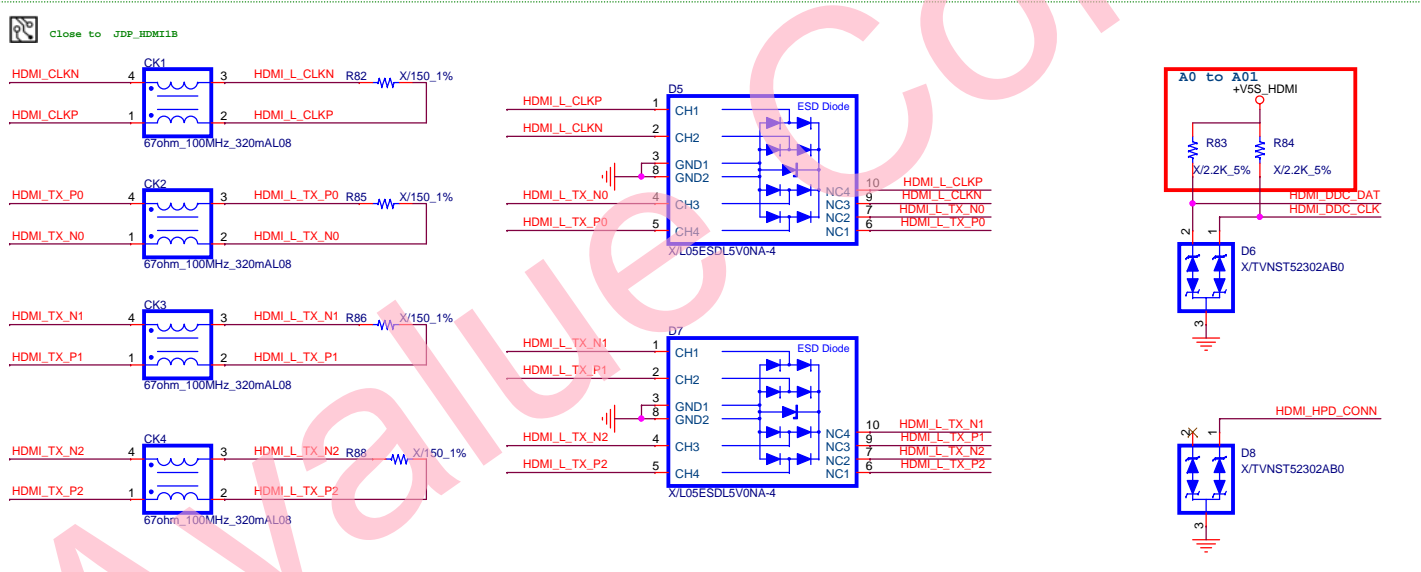 Close to JDP_HDMI1B
CK1
HDMI_CLKN 4 3 HDMI_L_CLKN R82 X/150_1%
HDMI_CLKP 1 2 HDMI_L_CLKP
67ohm_100MHz_320mAL08
CK2
HDMI_TX_P0 4 3 HDMI_L_TX_P0 R85 X/150_1%
HDMI_TX_N0 1 2 HDMI_L_TX_N0
67ohm_100MHz_320mAL08
CK3
HDMI_TX_N1 4 3 HDMI_L_TX_N1 R86 X/150_1%
HDMI_TX_P1 1 2 HDMI_L_TX_P1
67ohm_100MHz_320mAL08
CK4
HDMI_TX_N2 4 3 HDMI_L_TX_N2 R88 X/150_1%
HDMI_TX_P2 1 2 HDMI_L_TX_P2
67ohm_100MHz_320mAL08
D5
ESD Diode
HDMI_L_CLKP 1 CH1
HDMI_L_CLKN 2 CH2
3 GND1
8 GND2
HDMI_L_TX_N0 4 CH3
HDMI_L_TX_P0 5 CH4
NC4 10 HDMI_L_CLKP
NC3 9 HDMI_L_CLKN
NC2 7 HDMI_L_TX_N0
NC1 6 HDMI_L_TX_P0
X/L05ESDL5V0NA-4
D7
ESD Diode
HDMI_L_TX_N1 1 CH1
HDMI_L_TX_P1 2 CH2
3 GND1
8 GND2
HDMI_L_TX_N2 4 CH3
HDMI_L_TX_P2 5 CH4
NC4 10 HDMI_L_TX_N1
NC3 9 HDMI_L_TX_P1
NC2 7 HDMI_L_TX_N2
NC1 6 HDMI_L_TX_P2
X/L05ESDL5V0NA-4
A0 to A01
+V5S_HDMI
R83 R84
X/2.2K_5% X/2.2K_5%
HDMI_DDC_DAT
HDMI_DDC_CLK
2 1
D6
X/TVNST52302AB0
3
HDMI_HPD_CONN
2 1
D8
X/TVNST52302AB0
3
Avalue Co